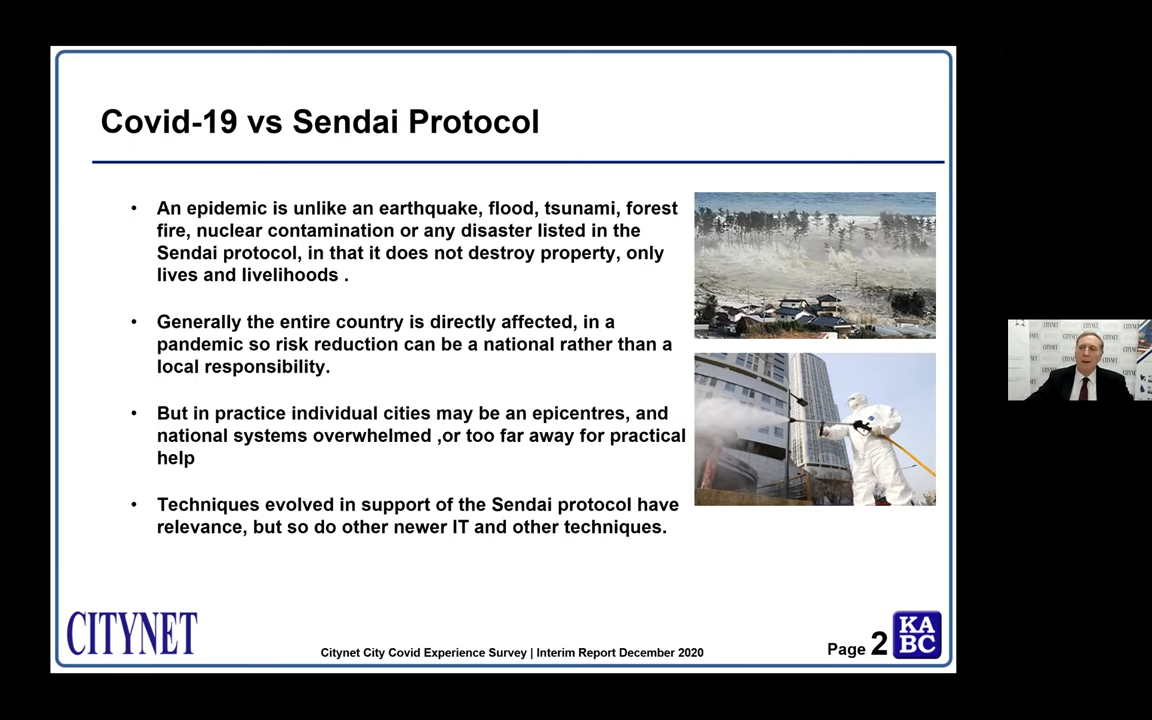 Covid-19 vs Sendai Protocol
• An epidemic is unlike an earthquake, flood, tsunami, forest
fire, nuclear contamination or any disaster listed in the
Sendai protocol, in that it does not destroy property, only
lives and livelihoods .
• Generally the entire country is directly affected, in a
pandemic so risk reduction can be a national rather than a
local responsibility.
• But in practice individual cities may be an epicentres, and
national systems overwhelmed ,or too far away for practical
help
• Techniques evolved in support of the Sendai protocol have
relevance, but so do other newer IT and other techniques.
CITYNET
Citynet City Covid Experience Survey | Interim Report December 2020
Page 2
KA
BC
CITYNET